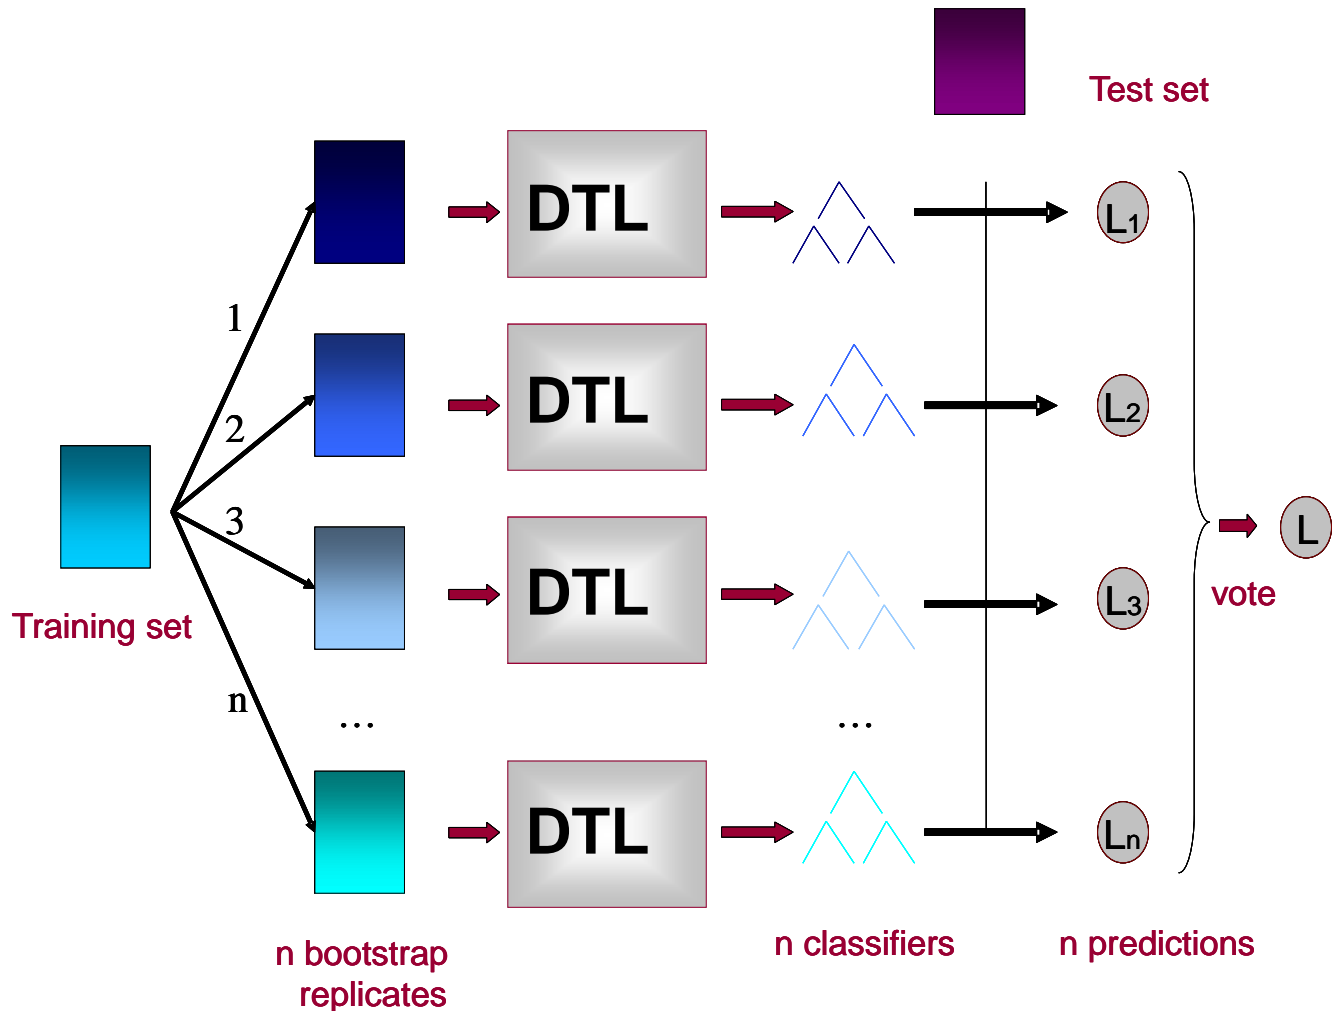 Test set
DTL
L1
1
DTL
2
L2
3
DTL
L
Training set
L3
vote
n
...
...
DTL
Ln
n bootstrap
replicates
n classifiers
n predictions